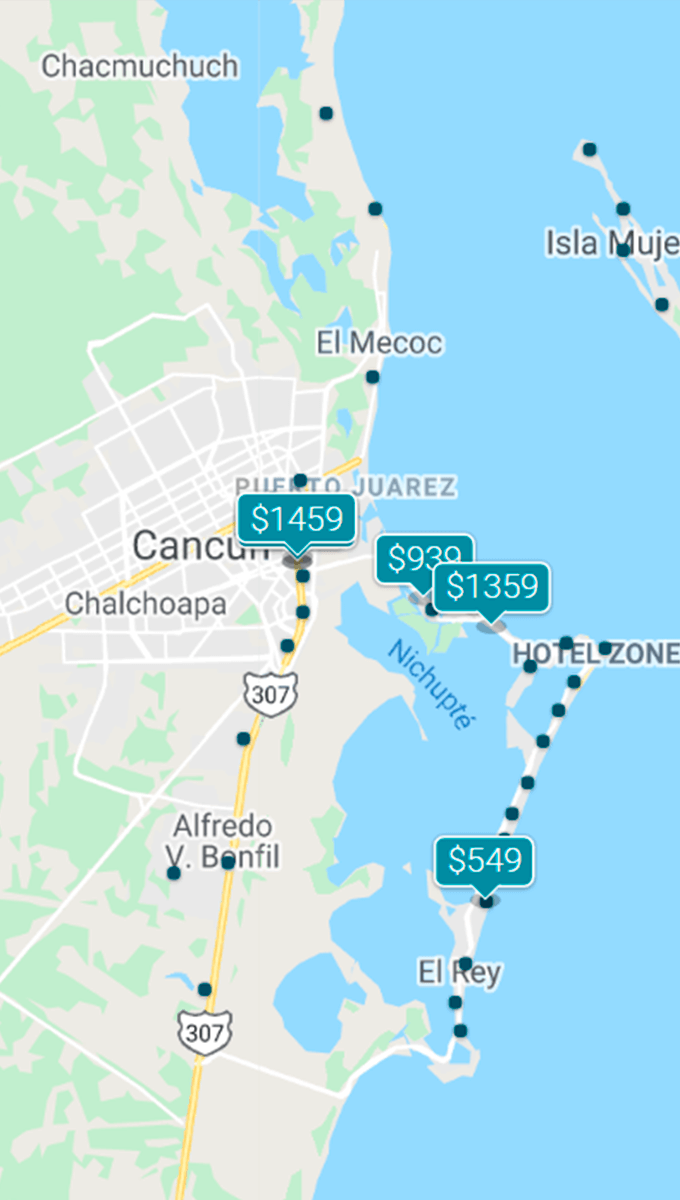 Chacmuchuch
Isla Muje
El Mecoc
PUERTO JUAREZ
$1459
Cancun
$939
$1359
Chalchoapa
Nichupté
HOTEL ZONE
307
Alfredo
V. Bonfil
$549
El Rey
307